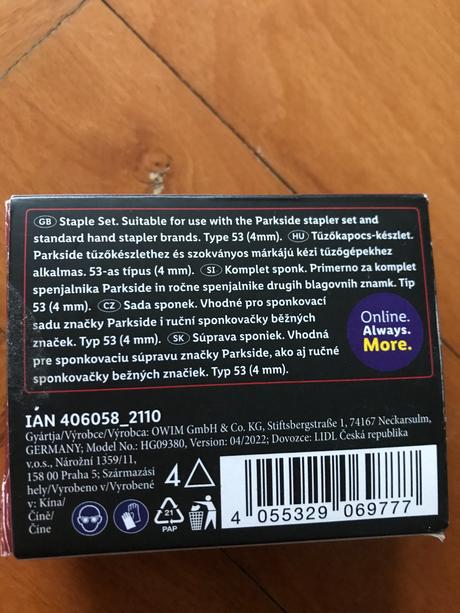 GB Staple Set. Suitable for use with the Parkside stapler set and
standard hand stapler brands. Type 53 (4mm). HU Tűzőkapocs-készlet.
Parkside tűzőkészlethez és szokványos márkájú kézi tűzőgépekhez
alkalmas. 53-as típus (4 mm). SI Komplet sponk. Primerno za komplet
spenjalnika Parkside in ročne spenjalnike drugih blagovnih znamk. Tip
53 (4 mm). CZ Sada sponek. Vhodné pro sponkovací
sadu značky Parkside i ruční sponkovačky běžných
značek. Typ 53 (4 mm). SK Súprava sponiek. Vhodná
pre sponkovaciu súpravu značky Parkside, ako aj ručné
sponkovačky bežných značiek. Typ 53 (4 mm).
Online.
Always.
More.
IAN 406058_2110
Gyártja/Výrobce/Výrobca: OWIM GmbH & Co. KG, Stiftsbergstraße 1, 74167 Neckarsulm,
GERMANY; Model No.: HG09380, Version: 04/2022; Dovozce: LIDL Česká republika
v.o.s., Nárožní 1359/11,
158 00 Praha 5; Származási
hely/Vyrobeno v/Vyrobené
v: Kína/
Číně/
Číne
4
21
PAP
4 055329 069777